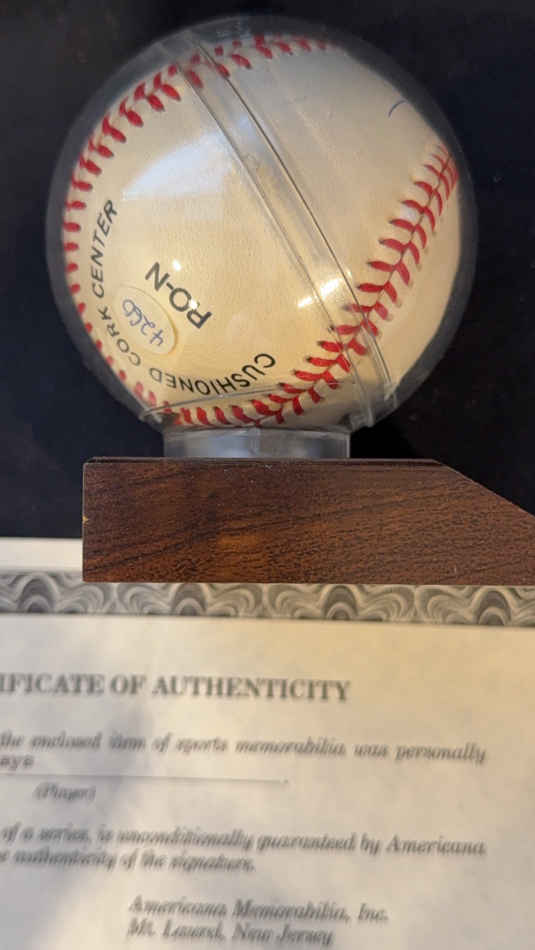 CUSHIONED CORK CENTER
RO-N
4260
IFICATE OF AUTHENTICITY
the enclosed item of sports memorabilia was personally
ays
(Player)
of a series, is unconditionally guaranteed by Americana
e authenticity of the signature.
Americana Memorabilia, Inc.
Mt. Laurel, New Jersey